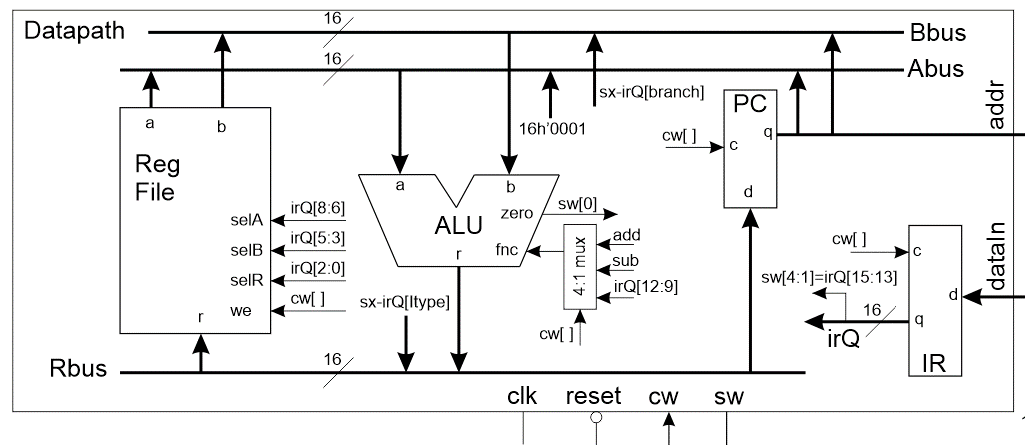 Datapath
16
Bbus
16
Abus
a
b
Reg
File
selA
selB
selR
we
r
irQ[8:6]
irQ[5:3]
irQ[2:0]
cw[ ]
sx-irQ[branch]
16h'0001
a
b
ALU
zero
fnc
r
sw[0]
4:1 mux
add
sub
irQ[12:9]
cw[ ]
sx-irQ[Itype]
PC
q
c
d
cw[ ]
addr
cw[ ]
c
sw[4:1]=irQ[15:13]
d
16
q
irQ
IR
dataIn
Rbus
16
clk
reset
cw
sw